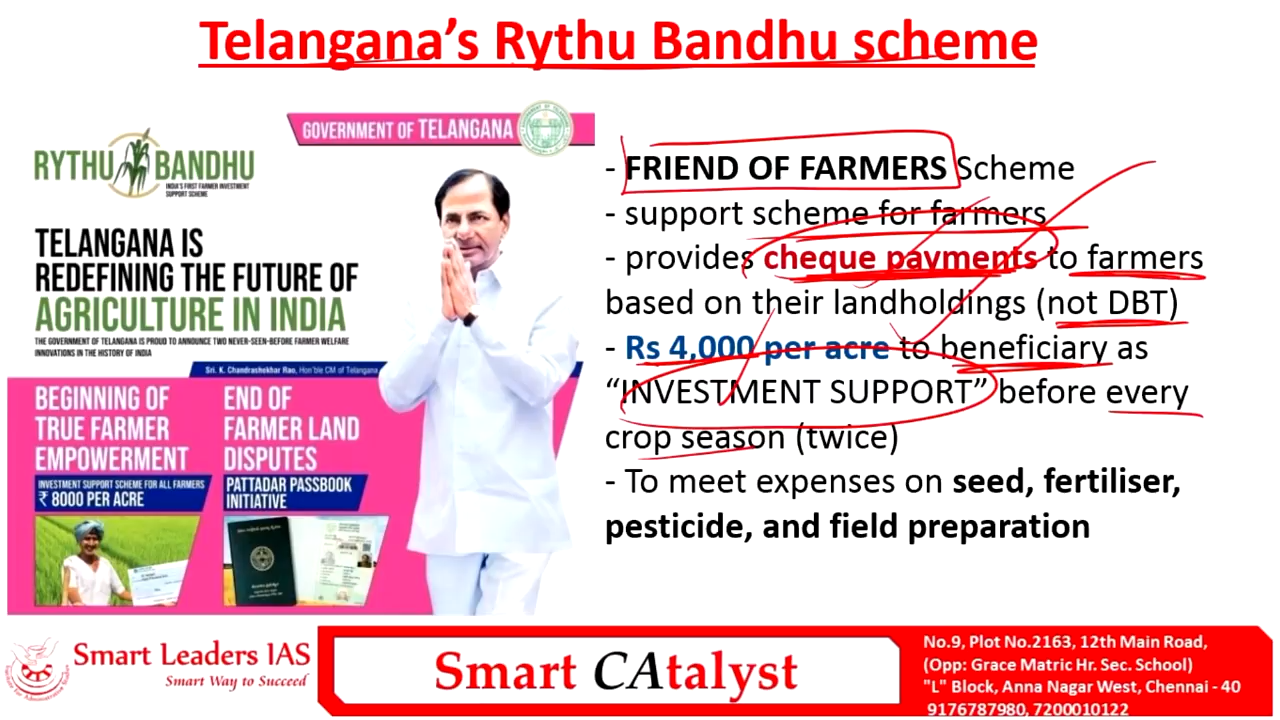 Telangana's Rythu Bandhu scheme
GOVERNMENT OF TELANGANA
RYTHU BANDHU
INDIA'S FIRST FARMER INVESTMENT
SUPPORT SCHEME
TELANGANA IS
REDEFINING THE FUTURE OF
AGRICULTURE IN INDIA
THE GOVERNMENT OF TELANGANA IS PROUD TO ANNOUNCE TWO NEVER-SEEN-BEFORE FARMER WELFARE
INNOVATIONS IN THE HISTORY OF INDIA
Sri. K. Chandrashekhar Rao, Hon'ble CM of Telangana
BEGINNING OF
TRUE FARMER
EMPOWERMENT
INVESTMENT SUPPORT SCHEME FOR ALL FARMERS
₹ 8000 PER ACRE
END OF
FARMER LAND
DISPUTES
PATTADAR PASSBOOK
INITIATIVE
- FRIEND OF FARMERS Scheme
- support scheme for farmers
- provides cheque payments to farmers
based on their landholdings (not DBT)
- Rs 4,000 per acre to beneficiary as
“INVESTMENT SUPPORT” before every
crop season (twice)
- To meet expenses on seed, fertiliser,
pesticide, and field preparation
Smart Leaders IAS
Smart Way to Succeed
Smart CAtalyst
No.9, Plot No.2163, 12th Main Road,
(Opp: Grace Matric Hr. Sec. School)
"L" Block, Anna Nagar West, Chennai - 40
9176787980, 7200010122